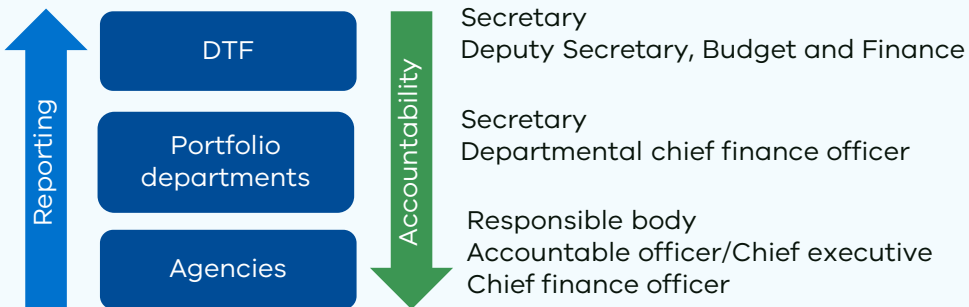 Reporting
DTF
Accountability
Secretary
Deputy Secretary, Budget and Finance
Portfolio
departments
Secretary
Departmental chief finance officer
Agencies
Responsible body
Accountable officer/Chief executive
Chief finance officer